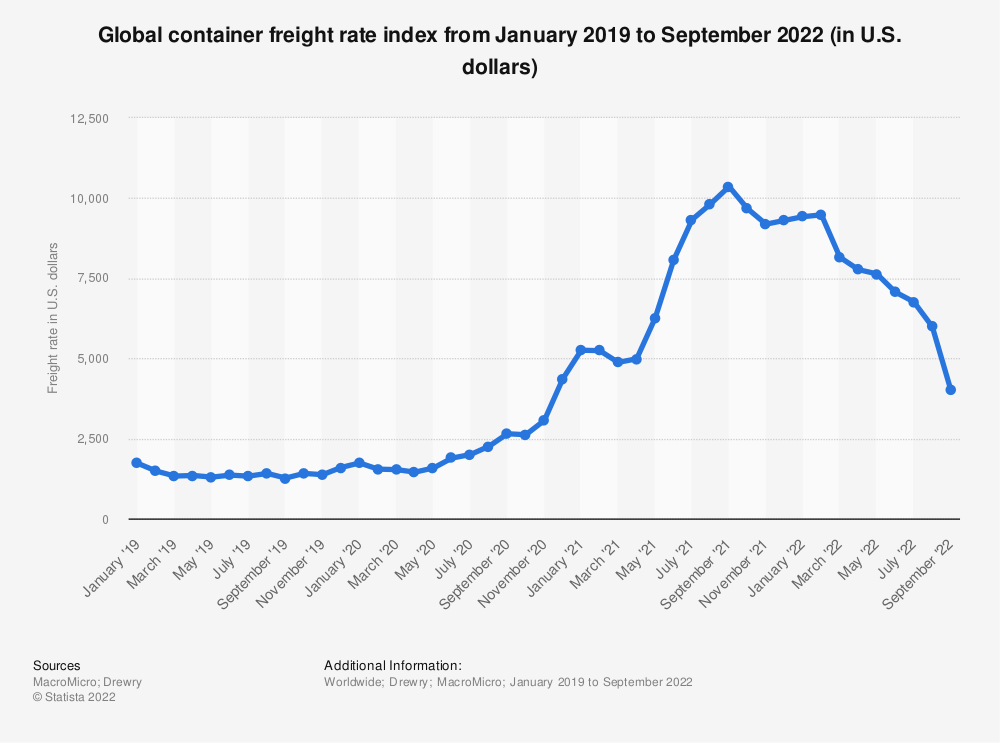 Global container freight rate index from January 2019 to September 2022 (in U.S.
dollars)
12,500
10,000
7,500
5,000
2,500
0
Freight rate in U.S. dollars
January '19
March '19
May '19
July '19
September '19
November '19
January '20
March '20
May '20
July '20
September '20
November '20
January '21
March '21
May '21
July '21
September '21
November '21
January '22
March '22
May '22
July '22
September '22
Sources
MacroMicro; Drewry
© Statista 2022
Additional Information:
Worldwide; Drewry; MacroMicro; January 2019 to September 2022